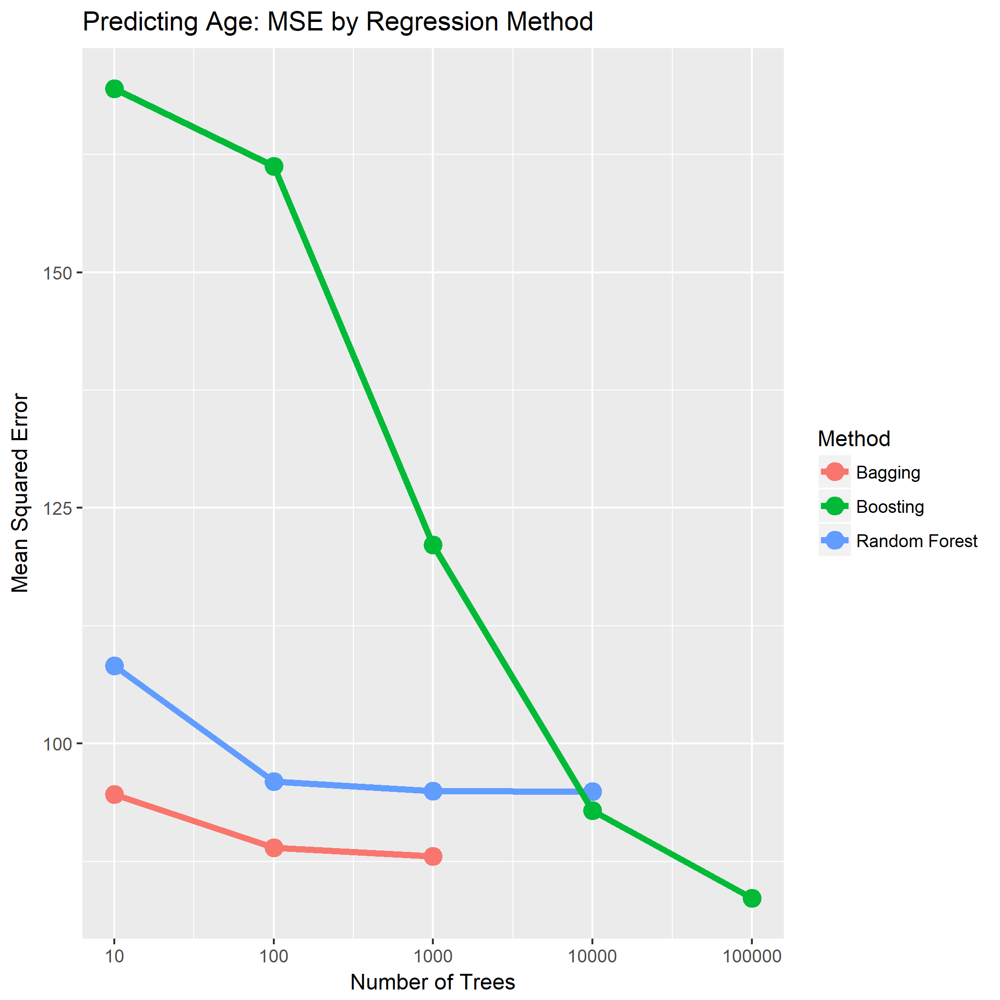 Predicting Age: MSE by Regression Method
Mean Squared Error
150
125
100
10
100
1000
10000
100000
Number of Trees
Method
Bagging
Boosting
Random Forest